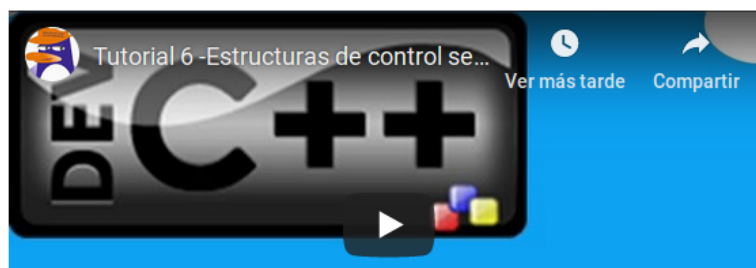 Tutorial 6 -Estructuras de control se...
Ver más tarde
Compartir
DEV
C++